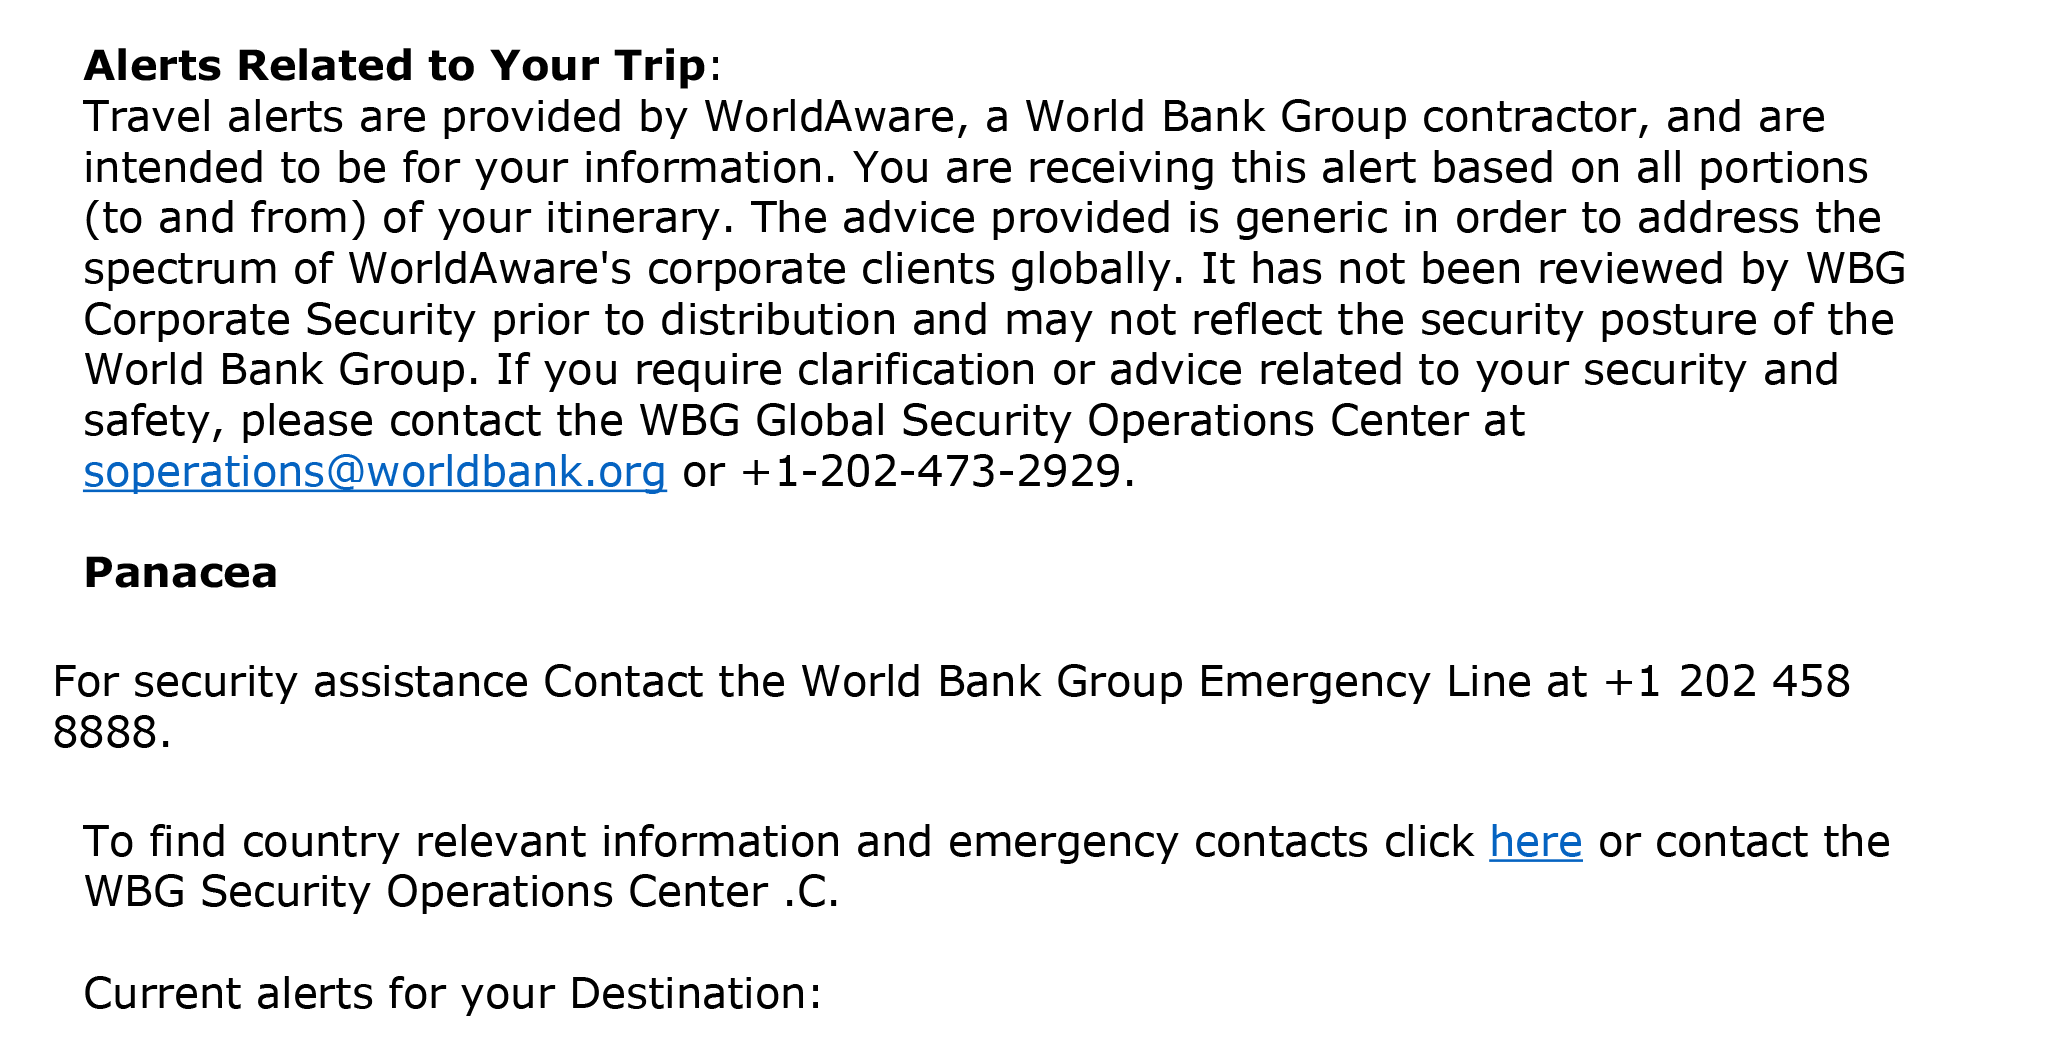 Alerts Related to Your Trip:
Travel alerts are provided by WorldAware, a World Bank Group contractor, and are
intended to be for your information. You are receiving this alert based on all portions
(to and from) of your itinerary. The advice provided is generic in order to address the
spectrum of WorldAware's corporate clients globally. It has not been reviewed by WBG
Corporate Security prior to distribution and may not reflect the security posture of the
World Bank Group. If you require clarification or advice related to your security and
safety, please contact the WBG Global Security Operations Center at
soperations@worldbank.org or +1-202-473-2929.
Panacea
For security assistance Contact the World Bank Group Emergency Line at +1 202 458
8888.
To find country relevant information and emergency contacts click here or contact the
WBG Security Operations Center .C.
Current alerts for your Destination: